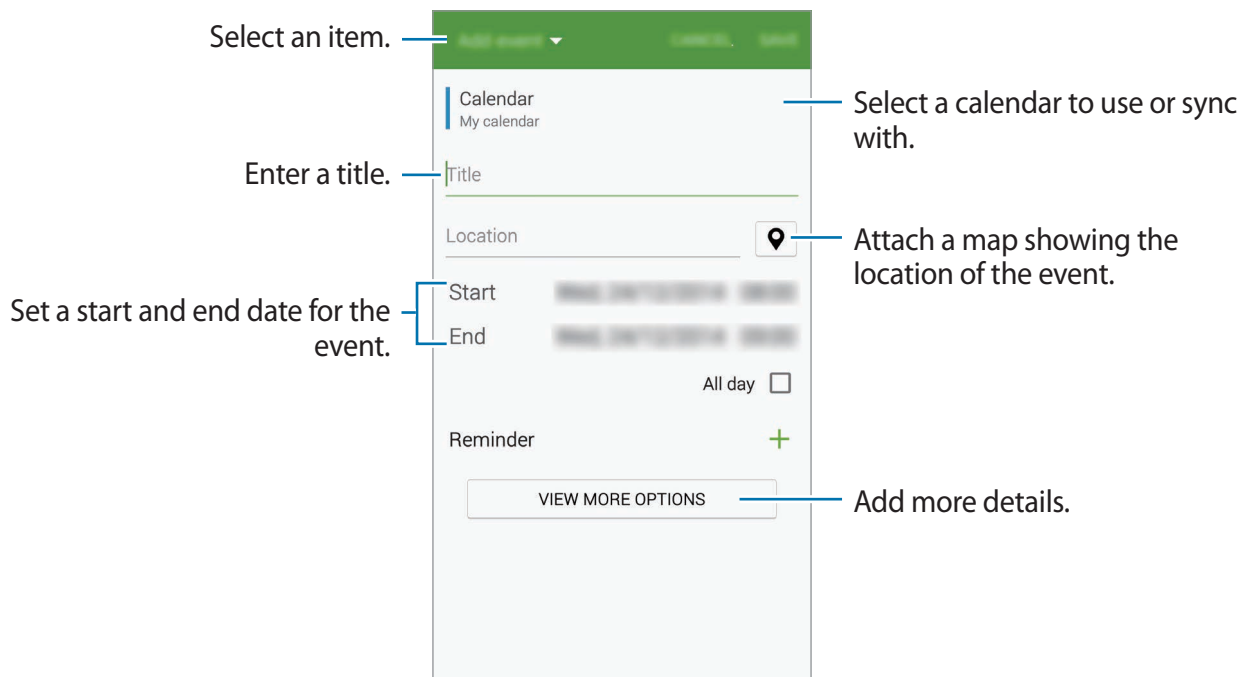 Select an item.
Calendar
My calendar
Select a calendar to use or sync
with.
Enter a title.
Title
Location
Attach a map showing the
location of the event.
Set a start and end date for the
event.
Start
End
All day
Reminder
VIEW MORE OPTIONS
Add more details.